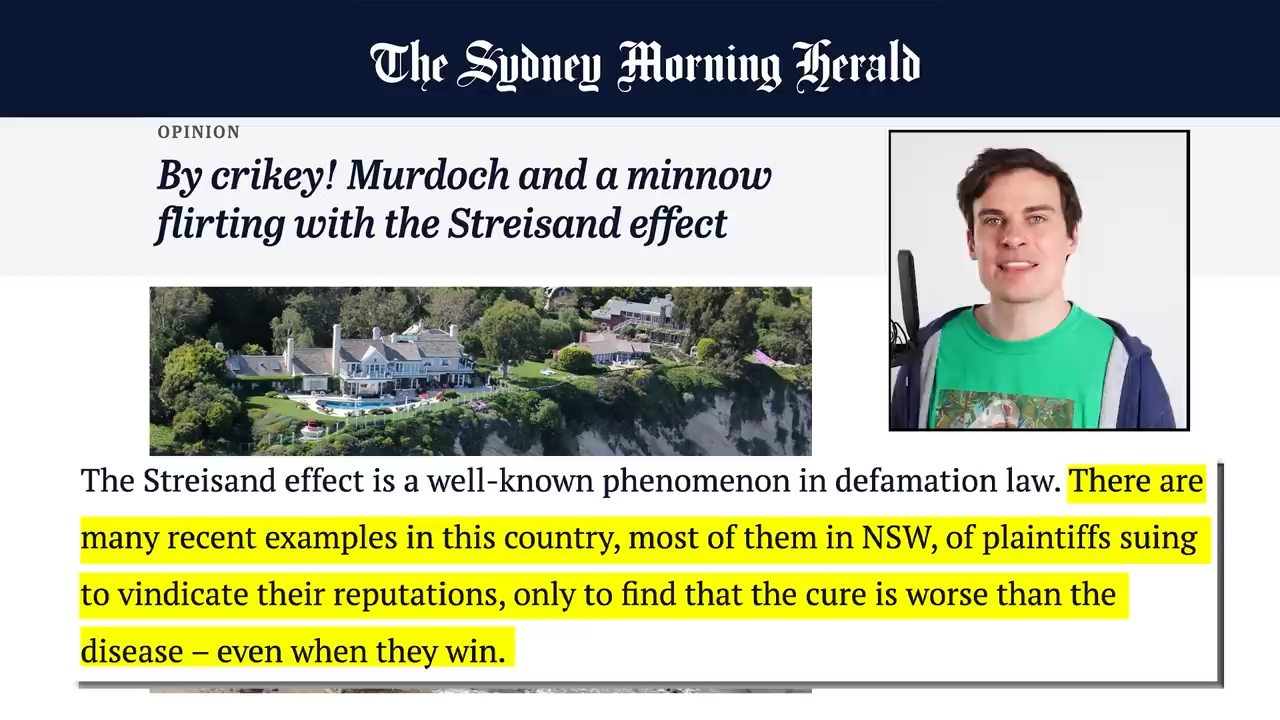 The Sydney Morning Herald
OPINION
By crikey! Murdoch and a minnow
flirting with the Streisand effect
The Streisand effect is a well-known phenomenon in defamation law. There are
many recent examples in this country, most of them in NSW, of plaintiffs suing
to vindicate their reputations, only to find that the cure is worse than the
disease – even when they win.